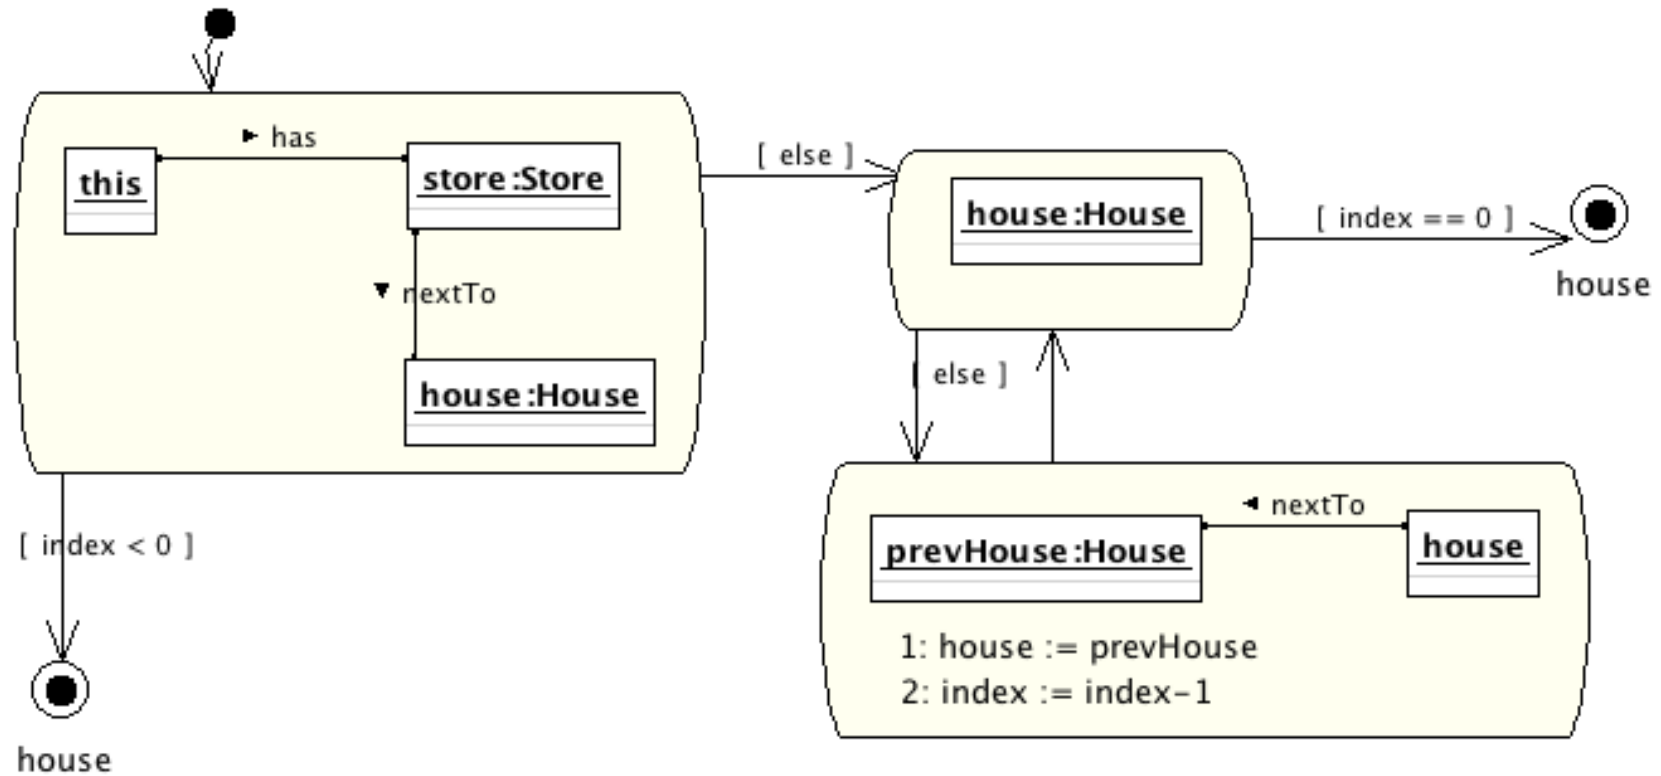 has
this
store:Store
nextTo
house:House
[ else ]
house:House
[ index == 0 ]
house
[ else ]
[ index < 0 ]
house
nextTo
prevHouse:House
house
1: house := prevHouse
2: index := index-1